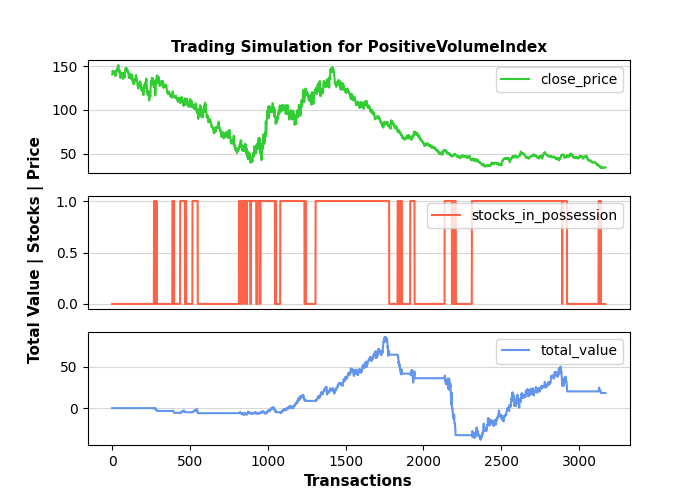 Trading Simulation for PositiveVolumeIndex
150
100
50
close_price
1.0
0.5
0.0
stocks_in_possession
50
0
total_value
0 500 1000 1500 2000 2500 3000
Transactions
Total Value | Stocks | Price